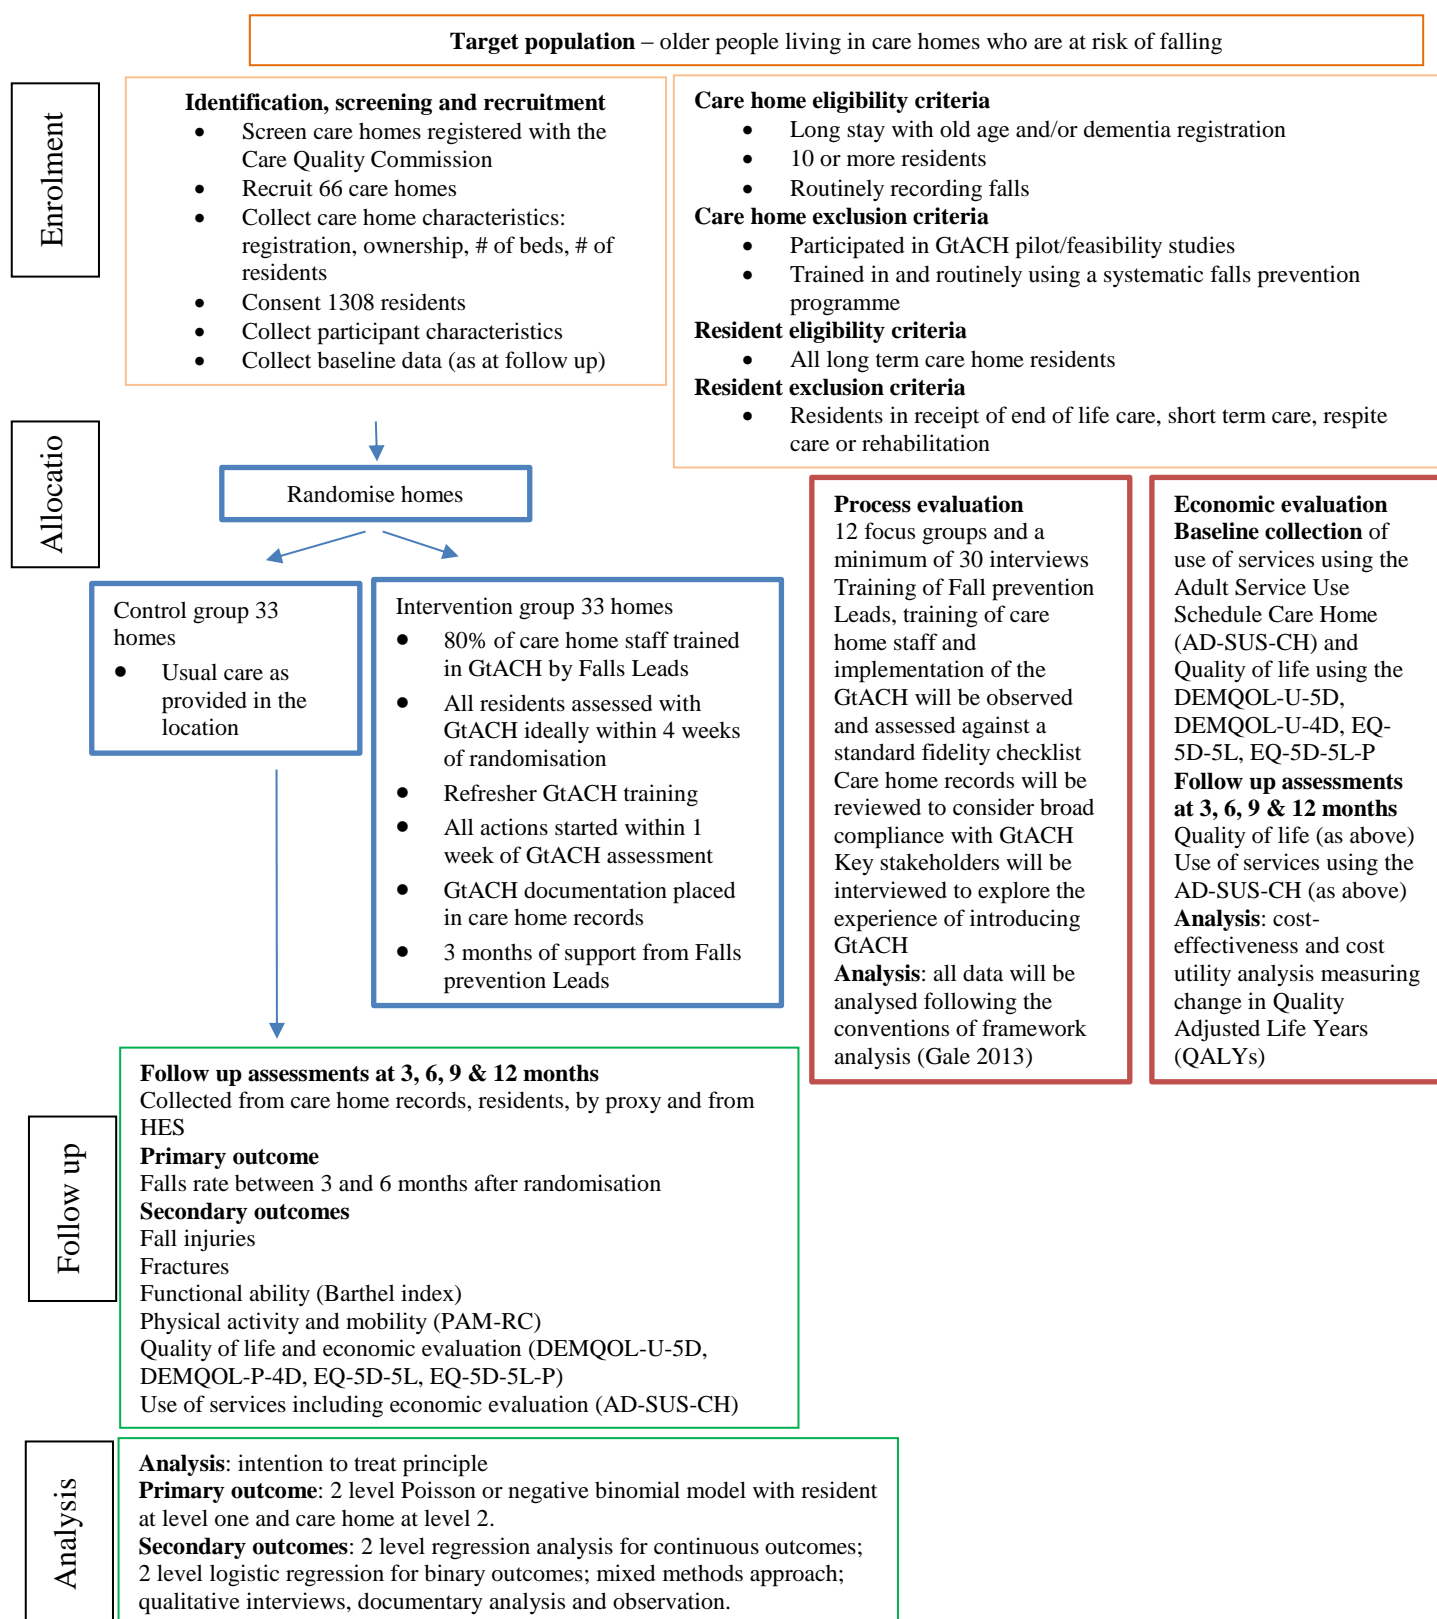 Target population – older people living in care homes who are at risk of falling
Enrolment
Identification, screening and recruitment
• Screen care homes registered with the
Care Quality Commission
• Recruit 66 care homes
• Collect care home characteristics:
registration, ownership, # of beds, # of
residents
• Consent 1308 residents
• Collect participant characteristics
• Collect baseline data (as at follow up)
Care home eligibility criteria
• Long stay with old age and/or dementia registration
• 10 or more residents
• Routinely recording falls
Care home exclusion criteria
• Participated in GtACH pilot/feasibility studies
• Trained in and routinely using a systematic falls prevention
programme
Resident eligibility criteria
• All long term care home residents
Resident exclusion criteria
• Residents in receipt of end of life care, short term care, respite
care or rehabilitation
Allocatio
Randomise homes
Control group 33
homes
• Usual care as
provided in the
location
Intervention group 33 homes
• 80% of care home staff trained
in GtACH by Falls Leads
• All residents assessed with
GtACH ideally within 4 weeks
of randomisation
• Refresher GtACH training
• All actions started within 1
week of GtACH assessment
• GtACH documentation placed
in care home records
• 3 months of support from Falls
prevention Leads
Process evaluation
12 focus groups and a
minimum of 30 interviews
Training of Fall prevention
Leads, training of care
home staff and
implementation of the
GtACH will be observed
and assessed against a
standard fidelity checklist
Care home records will be
reviewed to consider broad
compliance with GtACH
Key stakeholders will be
interviewed to explore the
experience of introducing
GtACH
Analysis: all data will be
analysed following the
conventions of framework
analysis (Gale 2013)
Economic evaluation
Baseline collection of
use of services using the
Adult Service Use
Schedule Care Home
(AD-SUS-CH) and
Quality of life using the
DEMQOL-U-5D,
DEMQOL-U-4D, EQ-
5D-5L, EQ-5D-5L-P
Follow up assessments
at 3, 6, 9 & 12 months
Quality of life (as above)
Use of services using the
AD-SUS-CH (as above)
Analysis: cost-
effectiveness and cost
utility analysis measuring
change in Quality
Adjusted Life Years
(QALYs)
Follow up
Follow up assessments at 3, 6, 9 & 12 months
Collected from care home records, residents, by proxy and from
HES
Primary outcome
Falls rate between 3 and 6 months after randomisation
Secondary outcomes
Fall injuries
Fractures
Functional ability (Barthel index)
Physical activity and mobility (PAM-RC)
Quality of life and economic evaluation (DEMQOL-U-5D,
DEMQOL-P-4D, EQ-5D-5L, EQ-5D-5L-P)
Use of services including economic evaluation (AD-SUS-CH)
Analysis
Analysis: intention to treat principle
Primary outcome: 2 level Poisson or negative binomial model with resident
at level one and care home at level 2.
Secondary outcomes: 2 level regression analysis for continuous outcomes;
2 level logistic regression for binary outcomes; mixed methods approach;
qualitative interviews, documentary analysis and observation.